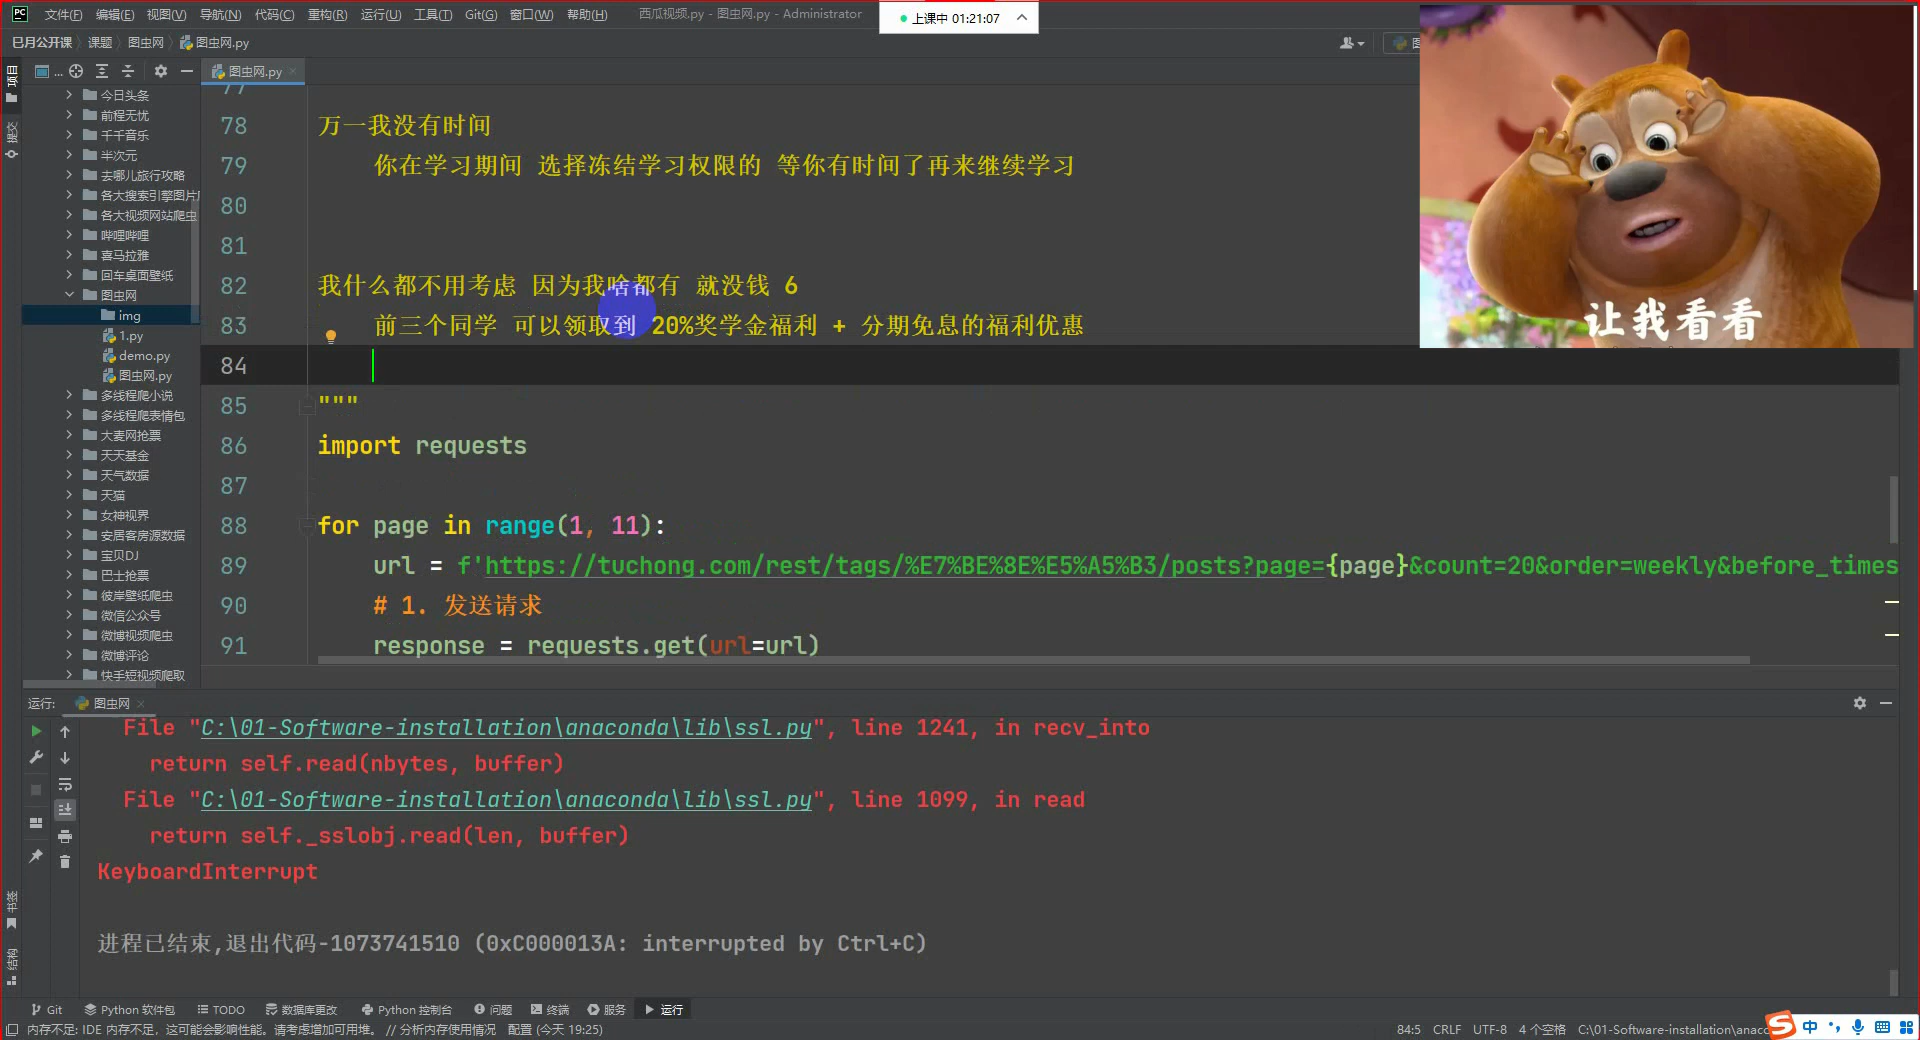 PC 文件(F) 编辑(E) 视图(V) 导航(N) 代码(C) 重构(R) 运行(U) 工具(T) Git(G) 窗口(W) 帮助(H) 西瓜视频.py - 图虫网.py - Administrator
上课中 01:21:07
巳月公开课 课题 图虫网 图虫网.py
项目
...
图虫网.py
提交
今日头条
前程无忧
千千音乐
半次元
去哪儿旅行攻略
各大搜索引擎图片
各大视频网站爬虫
哔哩哔哩
喜马拉雅
回车桌面壁纸
图虫网
img
1.py
demo.py
图虫网.py
多线程爬小说
多线程爬表情包
大麦网抢票
天天基金
天气数据
天猫
女神视界
安居客房源数据
宝贝DJ
巴士抢票
彼岸壁纸爬虫
微信公众号
微博视频爬虫
微博评论
快手短视频爬取
77
78 万一我没有时间
79 你在学习期间 选择冻结学习权限的 等你有时间了再来继续学习
80
81
82 我什么都不用考虑 因为我啥都有 就没钱 6
83 前三个同学 可以领取到 20%奖学金福利 + 分期免息的福利优惠
84
85 """
86 import requests
87
88 for page in range(1, 11):
89 url = f'https://tuchong.com/rest/tags/%E7%BE%8E%E5%A5%B3/posts?page={page}&count=20&order=weekly&before_times
90 # 1. 发送请求
91 response = requests.get(url=url)
让我看看
运行: 图虫网
File "C:\01-Software-installation\anaconda\lib\ssl.py", line 1241, in recv_into
return self.read(nbytes, buffer)
File "C:\01-Software-installation\anaconda\lib\ssl.py", line 1099, in read
return self._sslobj.read(len, buffer)
KeyboardInterrupt
进程已结束,退出代码-1073741510 (0xC000013A: interrupted by Ctrl+C)
书签
结构
Git Python 软件包 TODO 数据库更改 Python 控制台 问题 终端 服务 运行
内存不足: IDE 内存不足，这可能会影响性能。请考虑增加可用堆。 // 分析内存使用情况 配置 (今天 19:25)
84:5 CRLF UTF-8 4 个空格 C:\01-Software-installation\anaco
S 中